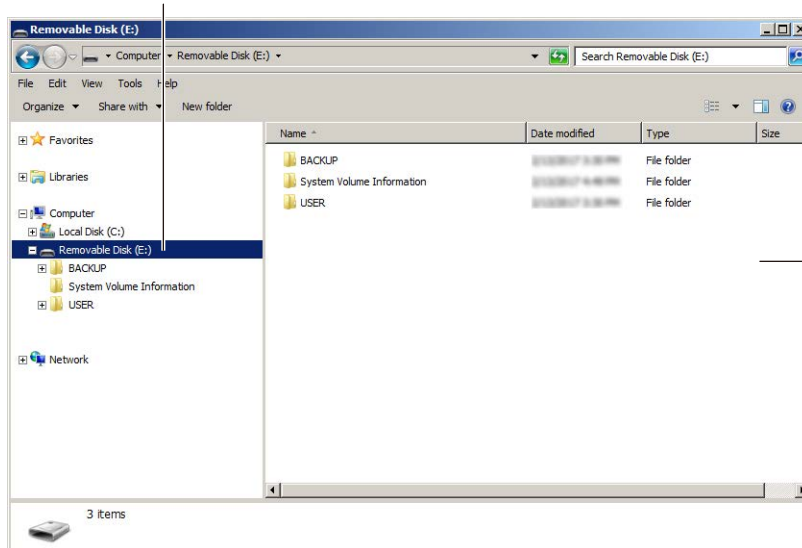 Removable Disk (E:)
Computer Removable Disk (E:)
Search Removable Disk (E:)
File Edit View Tools Help
Organize Share with New folder
Favorites
Libraries
Computer
Local Disk (C:)
Removable Disk (E:)
BACKUP
System Volume Information
USER
Network
Name Date modified Type Size
BACKUP File folder
System Volume Information File folder
USER File folder
3 items